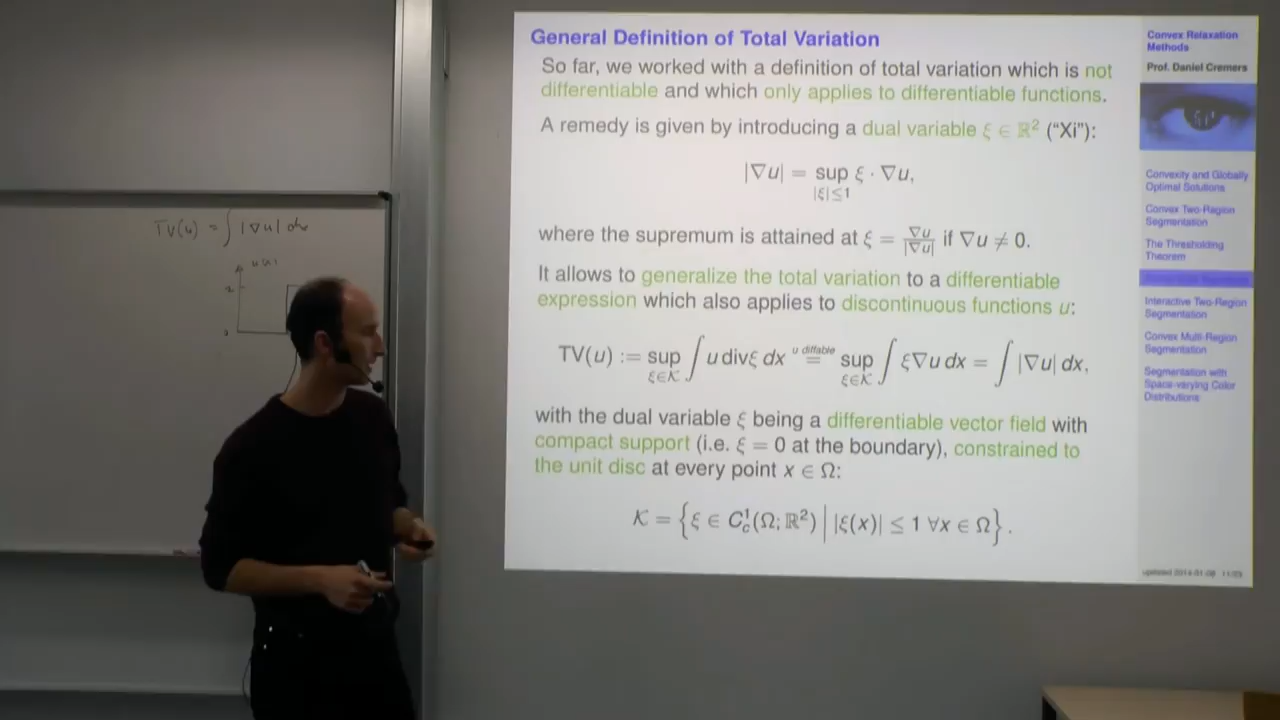 General Definition of Total Variation
So far, we worked with a definition of total variation which is not
differentiable and which only applies to differentiable functions.
A remedy is given by introducing a dual variable ξ ∈ ℝ² ("Xi"):
|∇u| = sup ξ · ∇u,
|ξ|≤1
where the supremum is attained at ξ = ∇u/|∇u| if ∇u ≠ 0.
It allows to generalize the total variation to a differentiable
expression which also applies to discontinuous functions u:
TV(u) := sup ∫ u divξ dx = sup ∫ ξ∇u dx = ∫ |∇u| dx,
u diffable
ξ∈K ξ∈K
with the dual variable ξ being a differentiable vector field with
compact support (i.e. ξ = 0 at the boundary), constrained to
the unit disc at every point x ∈ Ω:
K = {ξ ∈ C¹c(Ω; ℝ²) | |ξ(x)| ≤ 1 ∀x ∈ Ω}.
Convex Relaxation
Methods
Prof. Daniel Cremers
Convexity and Globally
Optimal Solutions
Convex Two-Region
Segmentation
The Thresholding
Theorem
Interactive Two-Region
Segmentation
Convex Multi-Region
Segmentation
Segmentation with
Space-varying Color
Distributions
updated
TV(u) = ∫ |∇u| dx
u(x)